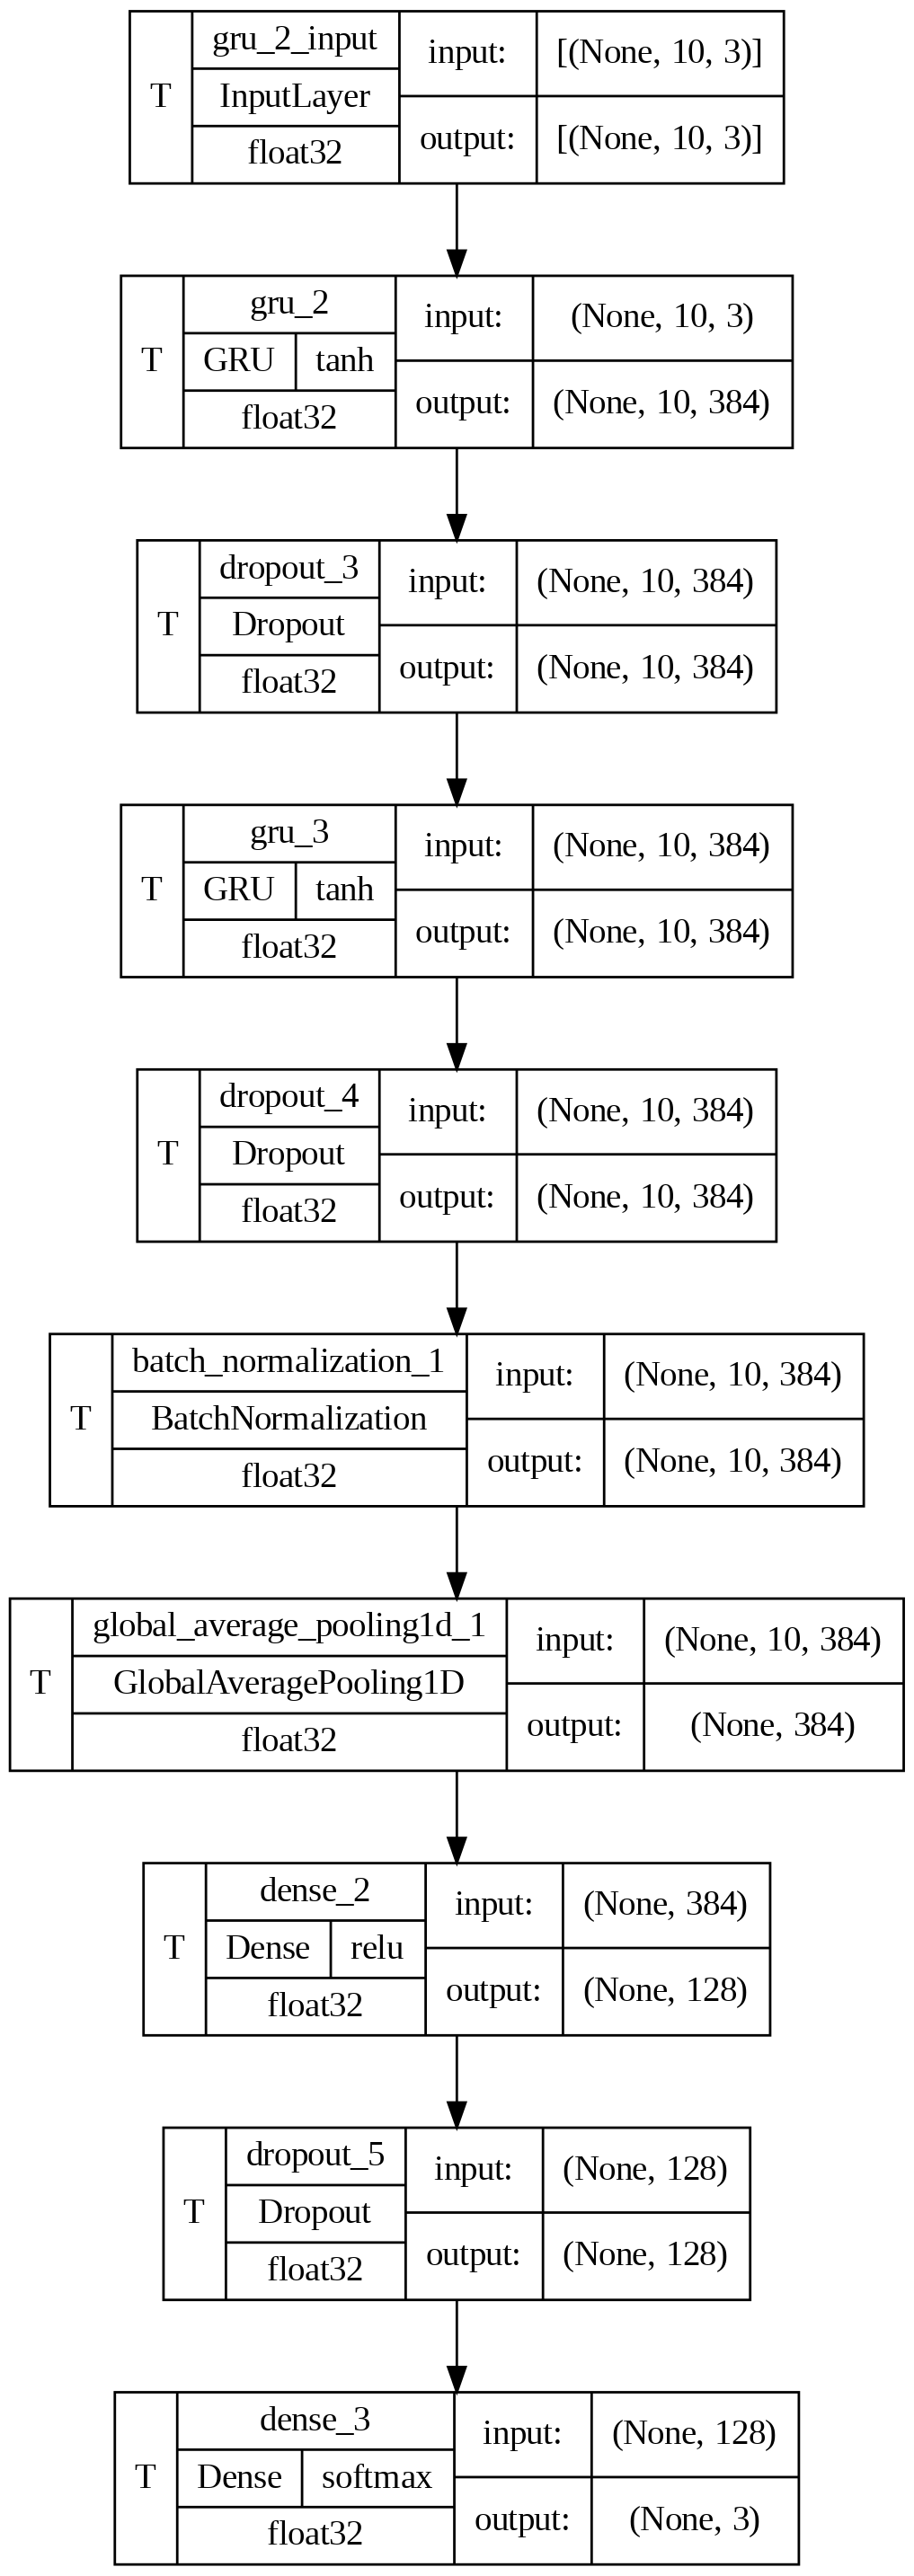 gru_2_input
T
InputLayer
float32
input:
[(None, 10, 3)]
output:
[(None, 10, 3)]
gru_2
T
GRU
tanh
float32
input:
(None, 10, 3)
output:
(None, 10, 384)
dropout_3
T
Dropout
float32
input:
(None, 10, 384)
output:
(None, 10, 384)
gru_3
T
GRU
tanh
float32
input:
(None, 10, 384)
output:
(None, 10, 384)
dropout_4
T
Dropout
float32
input:
(None, 10, 384)
output:
(None, 10, 384)
batch_normalization_1
T
BatchNormalization
float32
input:
(None, 10, 384)
output:
(None, 10, 384)
global_average_pooling1d_1
T
GlobalAveragePooling1D
float32
input:
(None, 10, 384)
output:
(None, 384)
dense_2
T
Dense
relu
float32
input:
(None, 384)
output:
(None, 128)
dropout_5
T
Dropout
float32
input:
(None, 128)
output:
(None, 128)
dense_3
T
Dense
softmax
float32
input:
(None, 128)
output:
(None, 3)